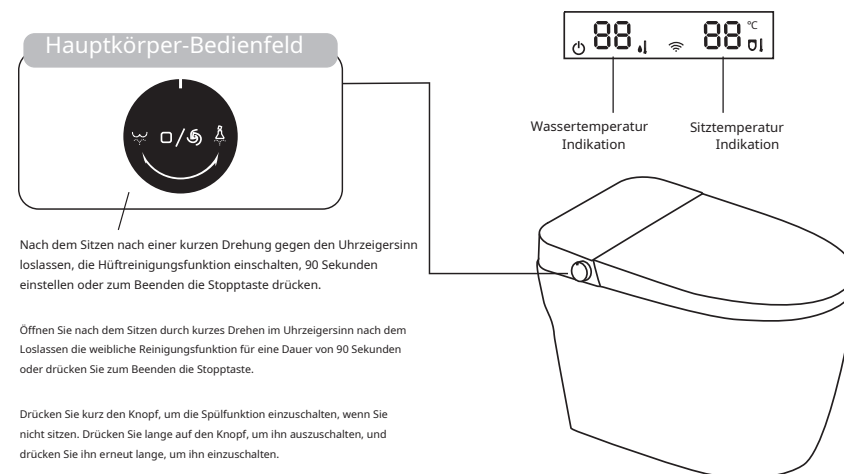 Hauptkörper-Bedienfeld
88 88 °C
Wassertemperatur
Indikation
Sitztemperatur
Indikation
Nach dem Sitzen nach einer kurzen Drehung gegen den Uhrzeigersinn
loslassen, die Hüftreinigungsfunktion einschalten, 90 Sekunden
einstellen oder zum Beenden die Stopptaste drücken.
Öffnen Sie nach dem Sitzen durch kurzes Drehen im Uhrzeigersinn nach dem
Loslassen die weibliche Reinigungsfunktion für eine Dauer von 90 Sekunden
oder drücken Sie zum Beenden die Stopptaste.
Drücken Sie kurz den Knopf, um die Spülfunktion einzuschalten, wenn Sie
nicht sitzen. Drücken Sie lange auf den Knopf, um ihn auszuschalten, und
drücken Sie ihn erneut lange, um ihn einzuschalten.